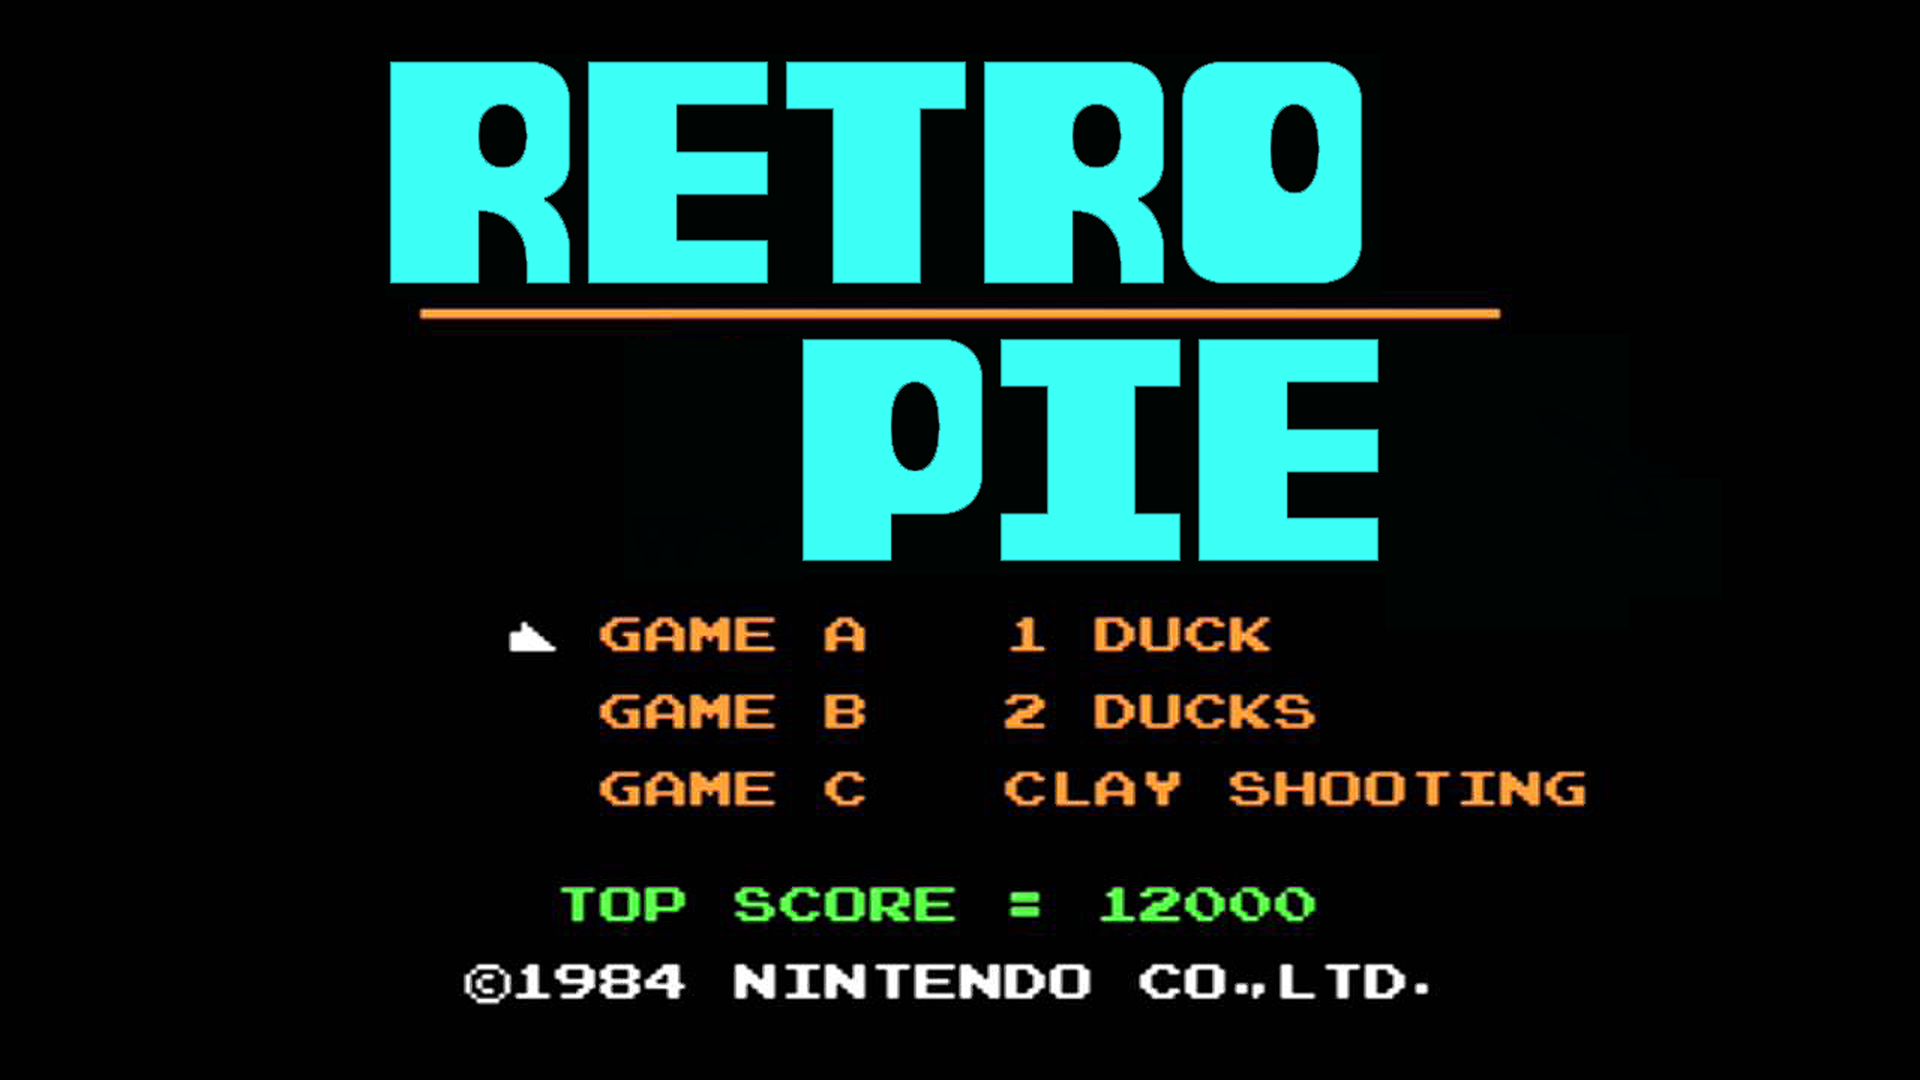 RETRO
PIE
GAME A 1 DUCK
GAME B 2 DUCKS
GAME C CLAY SHOOTING
TOP SCORE = 12000
©1984 NINTENDO CO.,LTD.